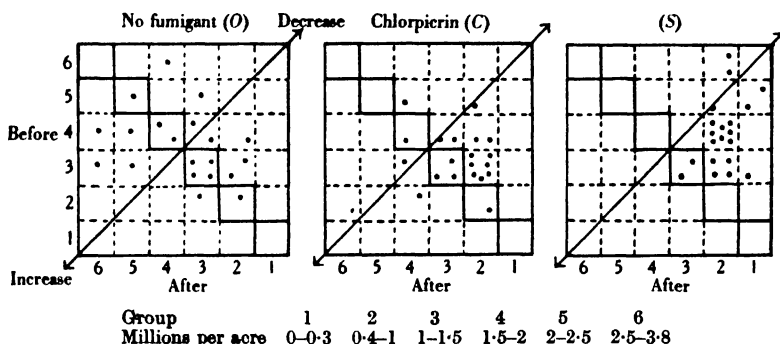 No fumigant (O) Decrease Chlorpicrin (C) (S)
6
5
Before 4
3
2
1
Increase
6 5 4 3 2 1 6 5 4 3 2 1 6 5 4 3 2 1
After After After
Group 1 2 3 4 5 6
Millions per acre 0–0·3 0·4–1 1–1·5 1·5–2 2–2·5 2·5–3·8